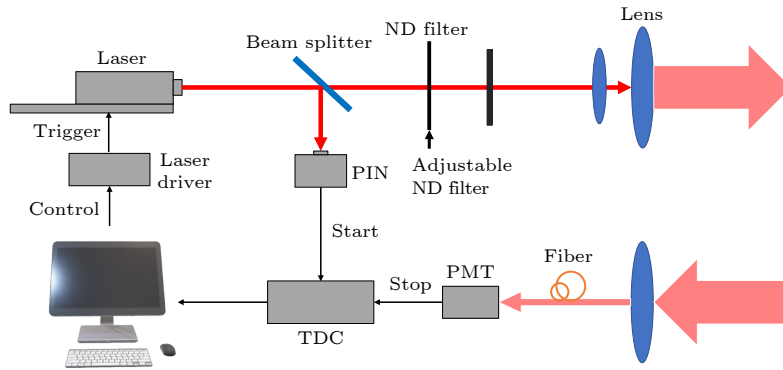 Lens
ND filter
Beam splitter
Laser
Trigger
Laser
driver
PIN
Adjustable
ND filter
Control
Start
Fiber
PMT
Stop
TDC